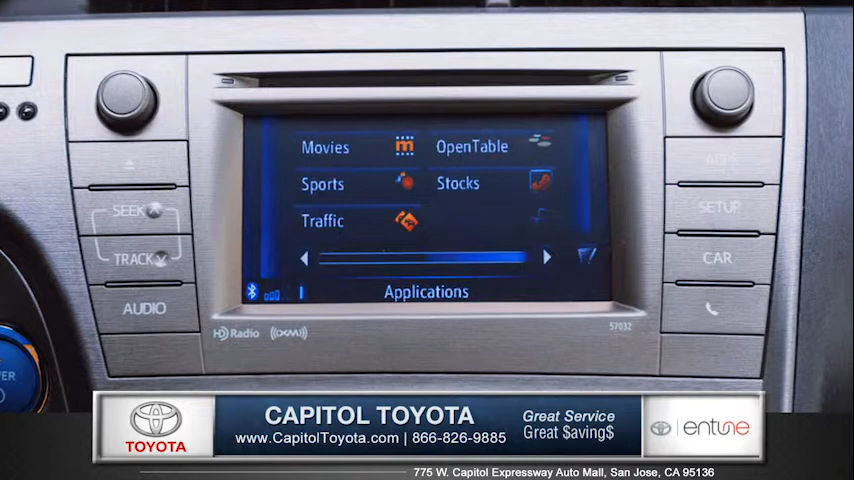 Movies
OpenTable
Sports
Stocks
Traffic
Applications
SEEK
TRACK
AUDIO
SETUP
CAR
HD Radio
((XM))
57032
CAPITOL TOYOTA
www.CapitolToyota.com | 866-826-9885
Great Service
Great $aving$
TOYOTA
entune
775 W. Capitol Expressway Auto Mall, San Jose, CA 95136